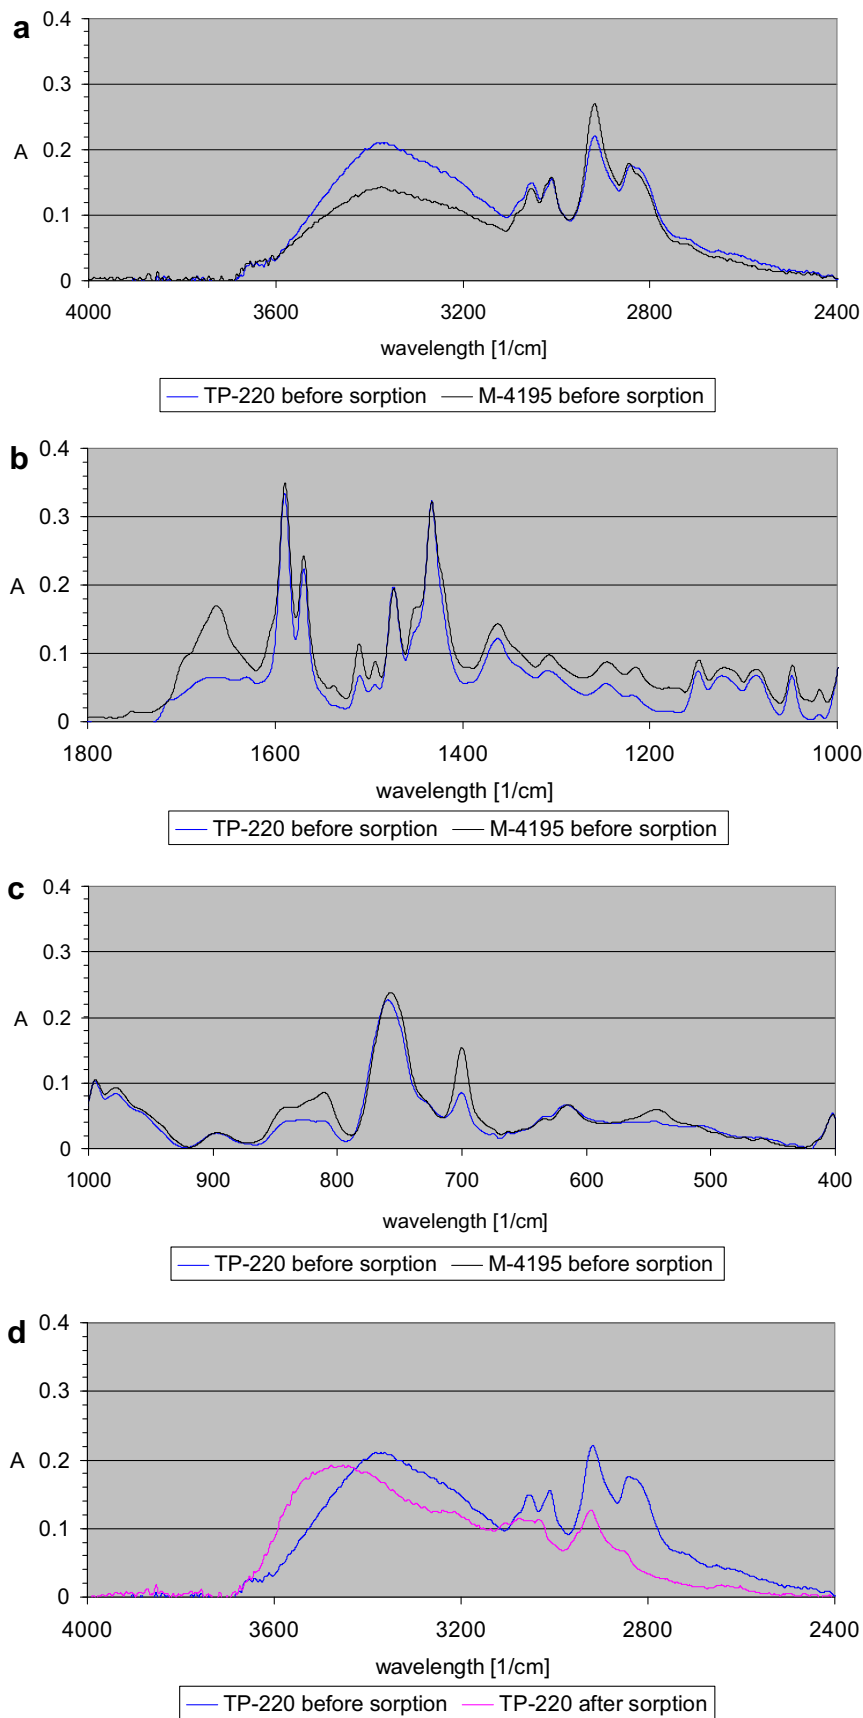 a
0.4
0.3
A 0.2
0.1
0
4000 3600 3200 2800 2400
wavelength [1/cm]
TP-220 before sorption M-4195 before sorption
b
0.4
0.3
A 0.2
0.1
0
1800 1600 1400 1200 1000
wavelength [1/cm]
TP-220 before sorption M-4195 before sorption
c
0.4
0.3
A 0.2
0.1
0
1000 900 800 700 600 500 400
wavelength [1/cm]
TP-220 before sorption M-4195 before sorption
d
0.4
0.3
A 0.2
0.1
0
4000 3600 3200 2800 2400
wavelength [1/cm]
TP-220 before sorption TP-220 after sorption